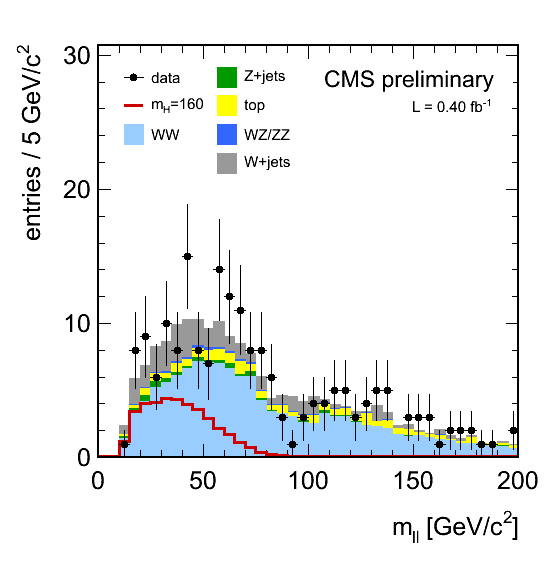 30
20
10
0
entries / 5 GeV/c²
data
m_H=160
WW
Z+jets
top
WZ/ZZ
W+jets
CMS preliminary
L = 0.40 fb⁻¹
0 50 100 150 200
m_ll [GeV/c²]